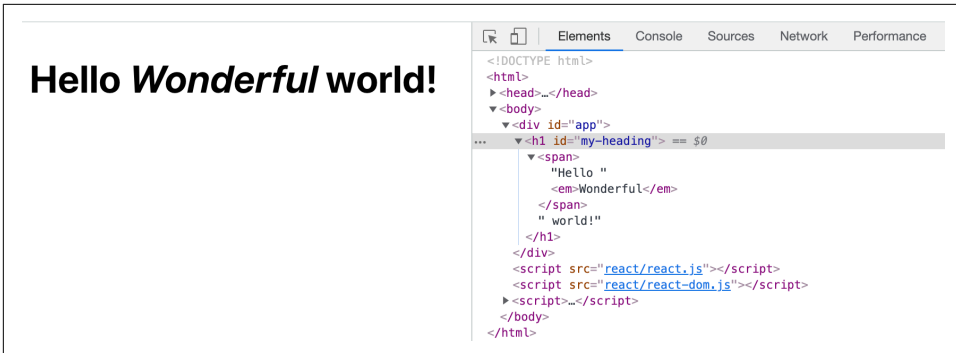 Hello Wonderful world!
Elements Console Sources Network Performance
<!DOCTYPE html>
<html>
▶<head>…</head>
▼<body>
▼<div id="app">
… ▼<h1 id="my-heading"> == $0
▼<span>
"Hello "
<em>Wonderful</em>
</span>
" world!"
</h1>
</div>
<script src="react/react.js"></script>
<script src="react/react-dom.js"></script>
▶<script>…</script>
</body>
</html>